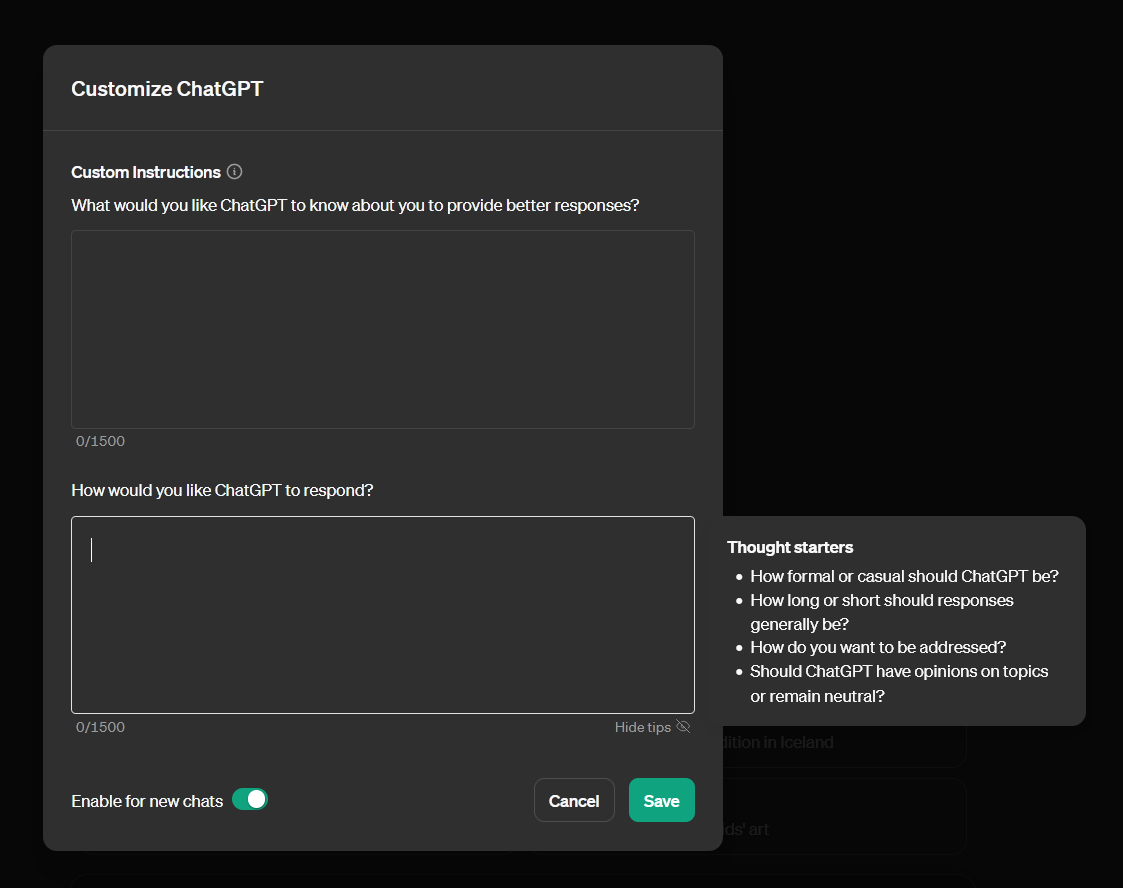 Customize ChatGPT
Custom Instructions
What would you like ChatGPT to know about you to provide better responses?
0/1500
How would you like ChatGPT to respond?
Thought starters
• How formal or casual should ChatGPT be?
• How long or short should responses
generally be?
• How do you want to be addressed?
• Should ChatGPT have opinions on topics
or remain neutral?
0/1500
Hide tips
in Iceland
Enable for new chats
Cancel
Save
art